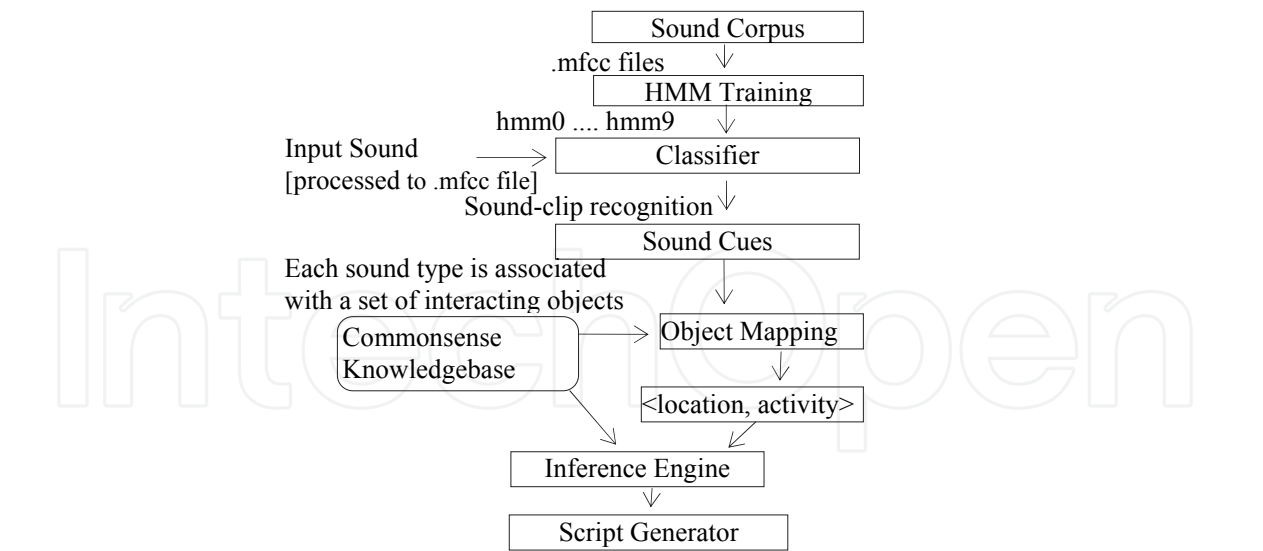 Sound Corpus
.mfcc files
HMM Training
hmm0 .... hmm9
Input Sound
[processed to .mfcc file]
Classifier
Sound-clip recognition
Sound Cues
Each sound type is associated
with a set of interacting objects
Commonsense
Knowledgebase
Object Mapping
<location, activity>
Inference Engine
Script Generator
IntechOpen